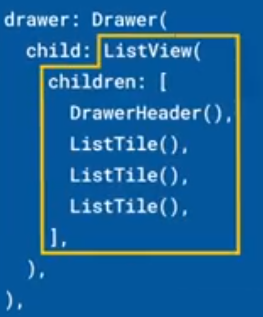 drawer: Drawer(
  child: ListView(
    children: [
      DrawerHeader(),
      ListTile(),
      ListTile(),
      ListTile(),
    ],
  ),
),